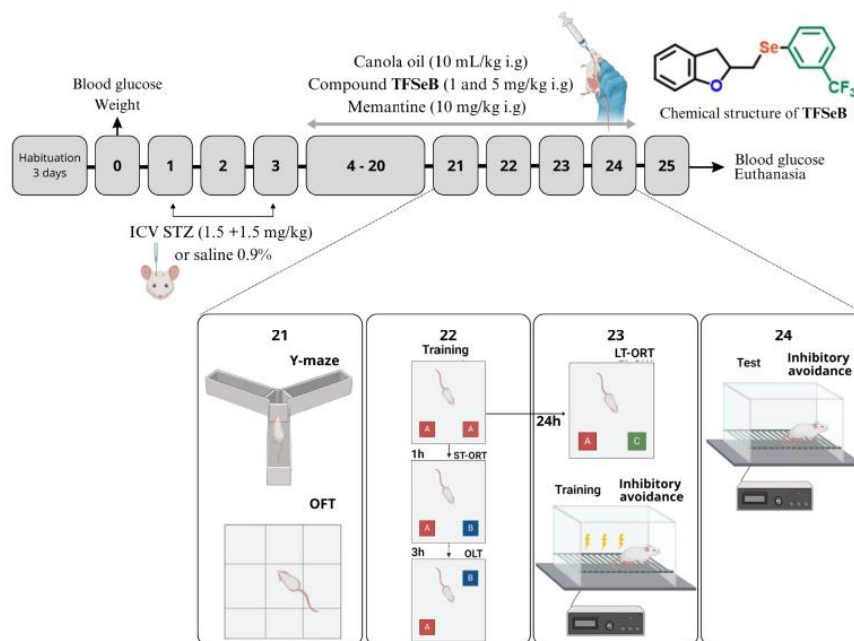 Canola oil (10 mL/kg i.g)
Compound TFSeB (1 and 5 mg/kg i.g)
Memantine (10 mg/kg i.g)
Se
O
CF3
Chemical structure of TFSeB
Blood glucose
Weight
Habituation
3 days
0
1
2
3
4 - 20
21
22
23
24
25
Blood glucose
Euthanasia
ICV STZ (1.5 +1.5 mg/kg)
or saline 0.9%
21
Y-maze
OFT
22
Training
A A
1h
ST-ORT
A B
3h
OLT
B
A
24h
23
LT-ORT
A C
Training
Inhibitory
avoidance
24
Test
Inhibitory
avoidance